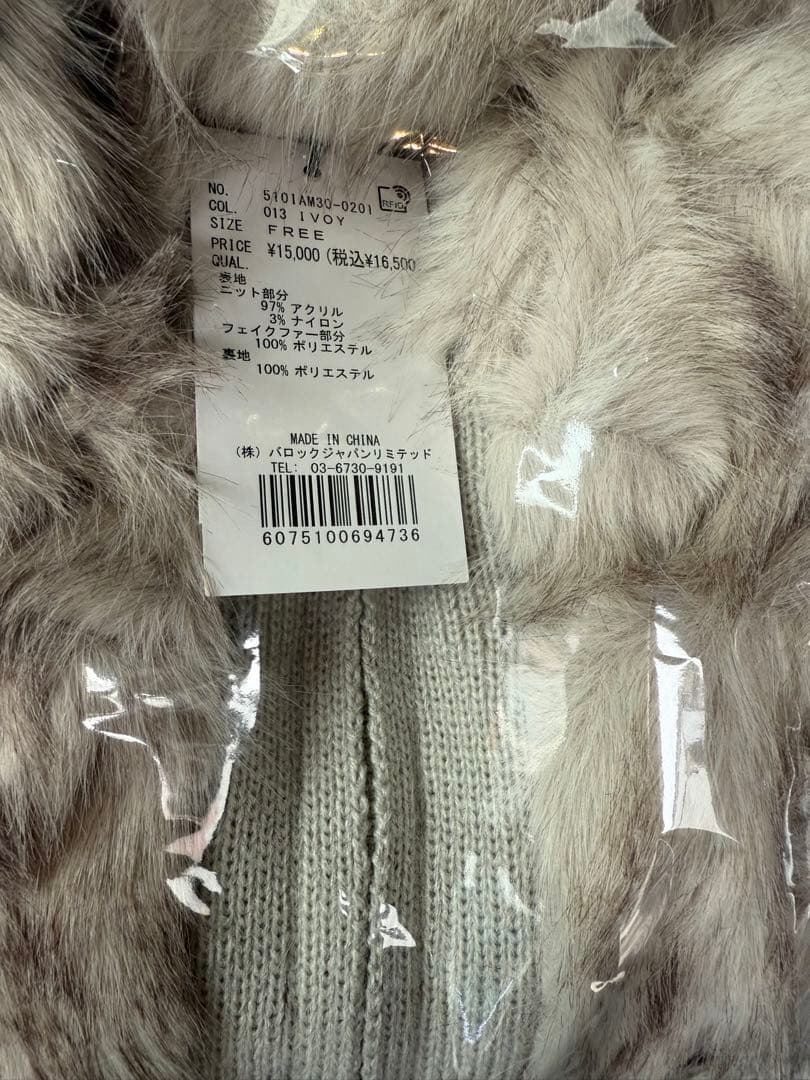 NO. 5101AM30-0201
RFID
COL. 013 IVOY
SIZE FREE
PRICE ¥15,000 (税込¥16,500
QUAL.
表地
ニット部分
97% アクリル
3% ナイロン
フェイクファー部分
100% ポリエステル
裏地
100% ポリエステル
MADE IN CHINA
(株) バロックジャパンリミテッド
TEL: 03-6730-9191
6075100694736